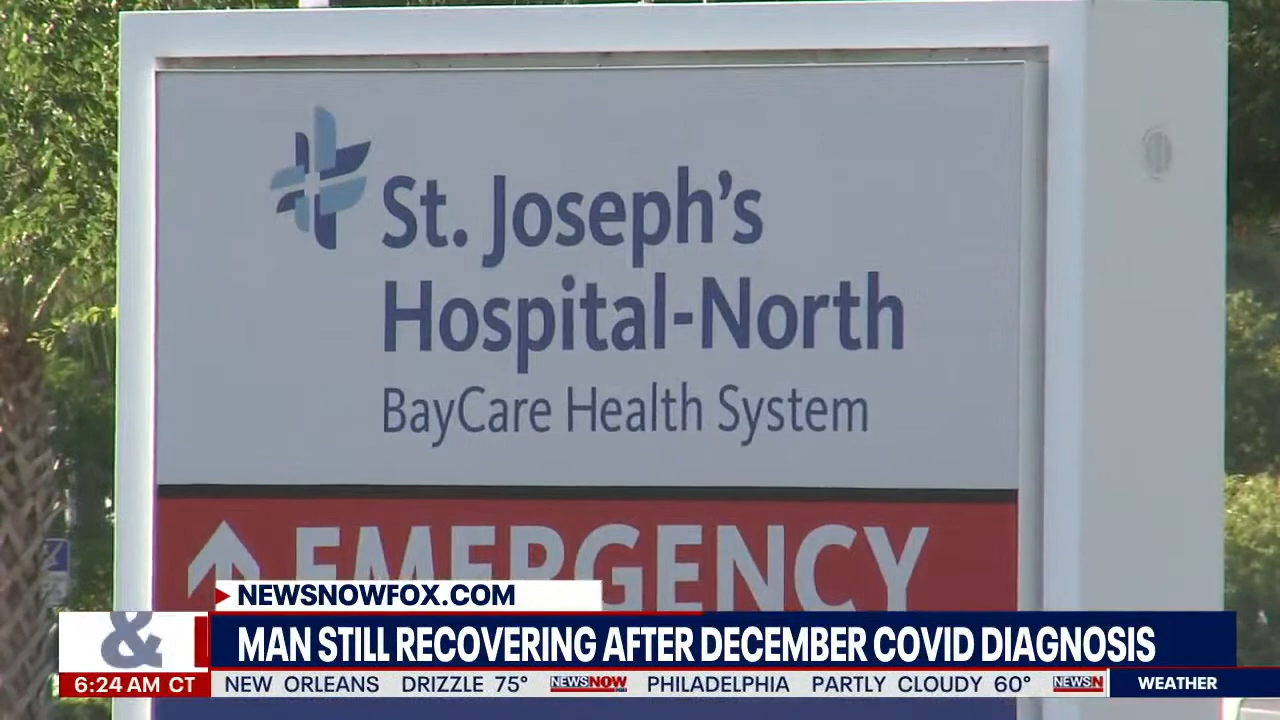 St. Joseph's
Hospital-North
BayCare Health System
EMERGENCY
NEWSNOWFOX.COM
&
MAN STILL RECOVERING AFTER DECEMBER COVID DIAGNOSIS
6:24 AM CT
NEW ORLEANS DRIZZLE 75° NEWSNOW PHILADELPHIA PARTLY CLOUDY 60° NEWSN
WEATHER